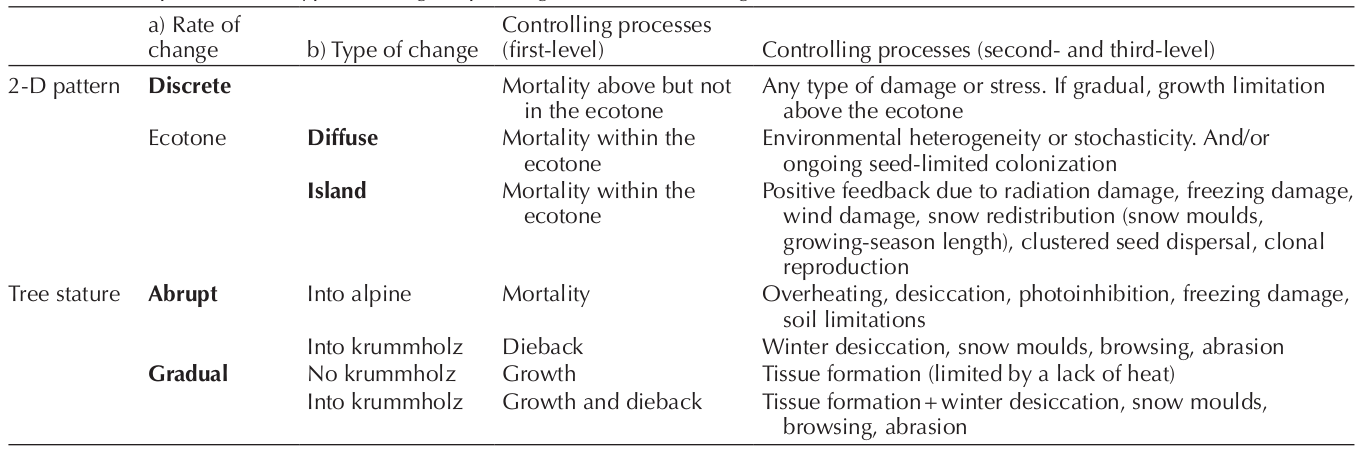 a) Rate of change b) Type of change Controlling processes (first-level) Controlling processes (second- and third-level)
2-D pattern Discrete Mortality above but not in the ecotone Any type of damage or stress. If gradual, growth limitation above the ecotone
Ecotone Diffuse Mortality within the ecotone Environmental heterogeneity or stochasticity. And/or ongoing seed-limited colonization
Island Mortality within the ecotone Positive feedback due to radiation damage, freezing damage, wind damage, snow redistribution (snow moulds, growing-season length), clustered seed dispersal, clonal reproduction
Tree stature Abrupt Into alpine Mortality Overheating, desiccation, photoinhibition, freezing damage, soil limitations
Into krummholz Dieback Winter desiccation, snow moulds, browsing, abrasion
Gradual No krummholz Growth Tissue formation (limited by a lack of heat)
Into krummholz Growth and dieback Tissue formation + winter desiccation, snow moulds, browsing, abrasion